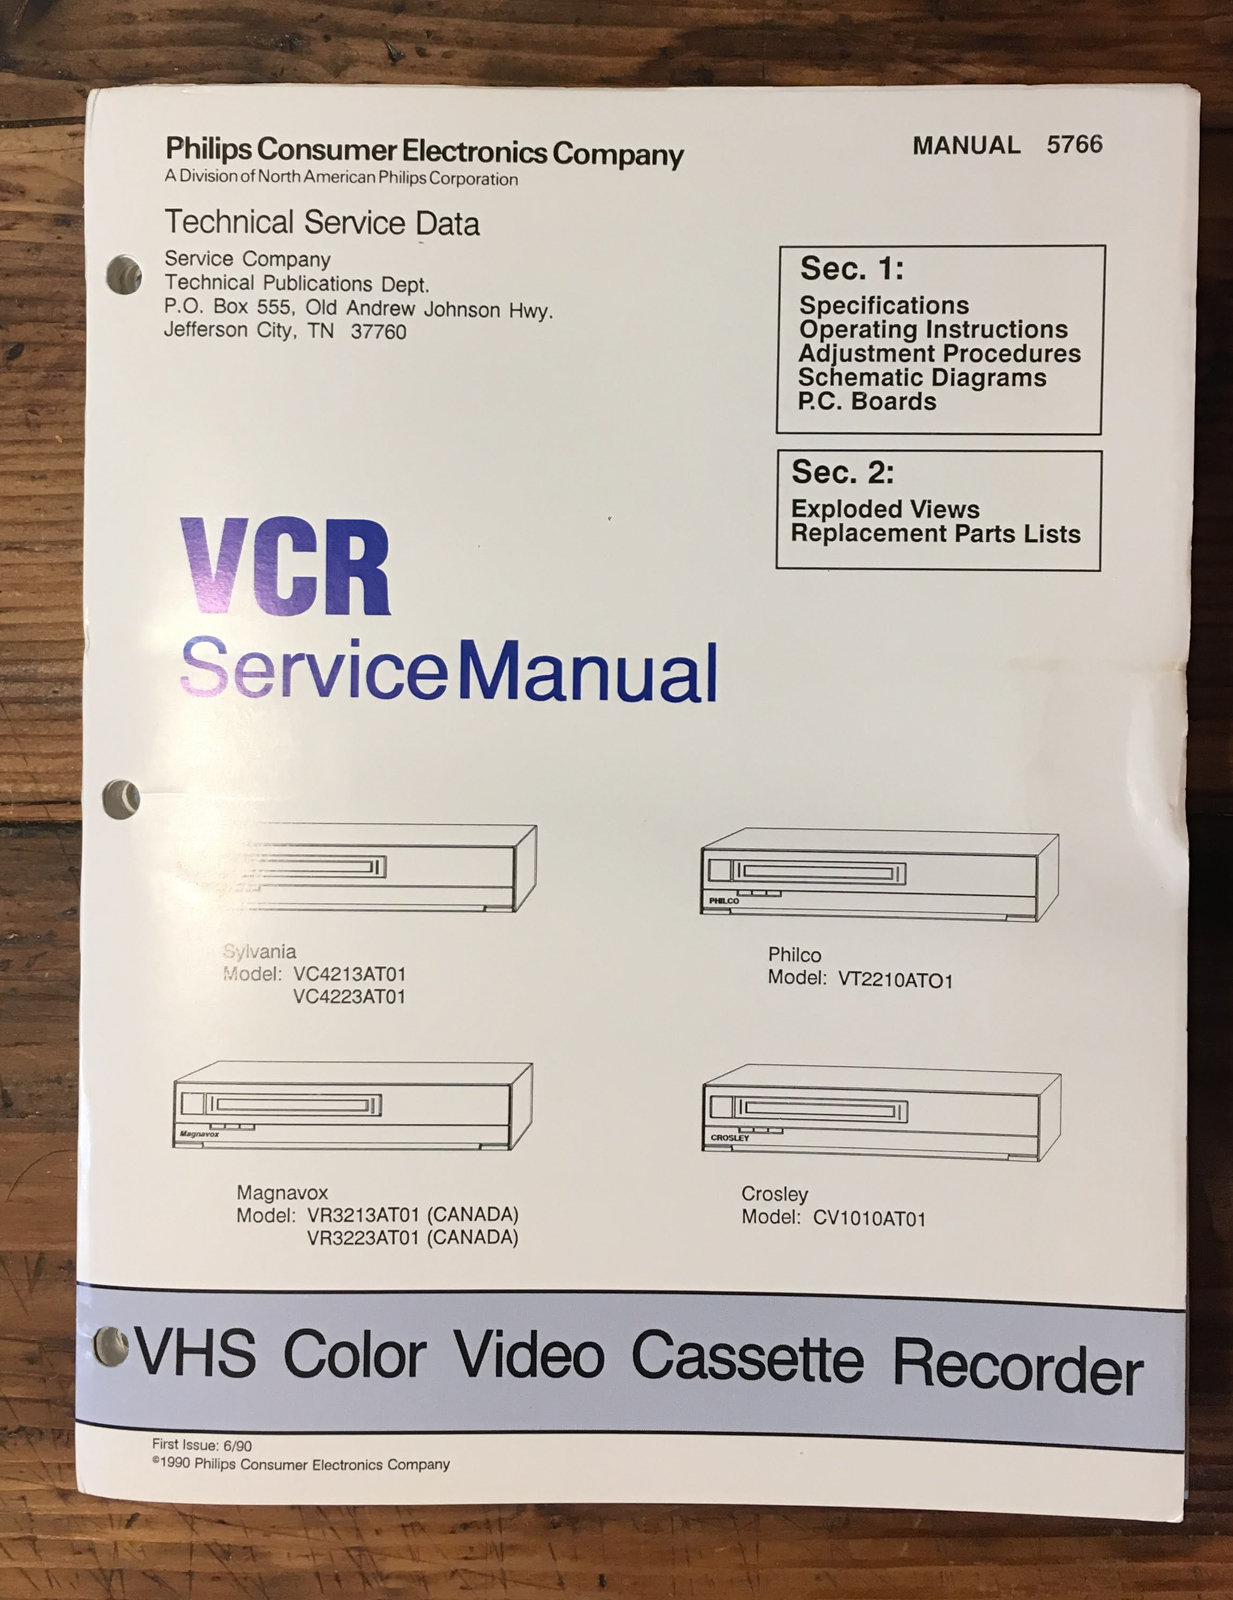 Philips Consumer Electronics Company
A Division of North American Philips Corporation
MANUAL 5766
Technical Service Data
Service Company
Technical Publications Dept.
P.O. Box 555, Old Andrew Johnson Hwy.
Jefferson City, TN 37760
Sec. 1:
Specifications
Operating Instructions
Adjustment Procedures
Schematic Diagrams
P.C. Boards
Sec. 2:
Exploded Views
Replacement Parts Lists
VCR
Service Manual
PHILCO
Sylvania
Model: VC4213AT01
VC4223AT01
Philco
Model: VT2210ATO1
Magnavox
CROSLEY
Magnavox
Model: VR3213AT01 (CANADA)
VR3223AT01 (CANADA)
Crosley
Model: CV1010AT01
VHS Color Video Cassette Recorder
First Issue: 6/90
©1990 Philips Consumer Electronics Company